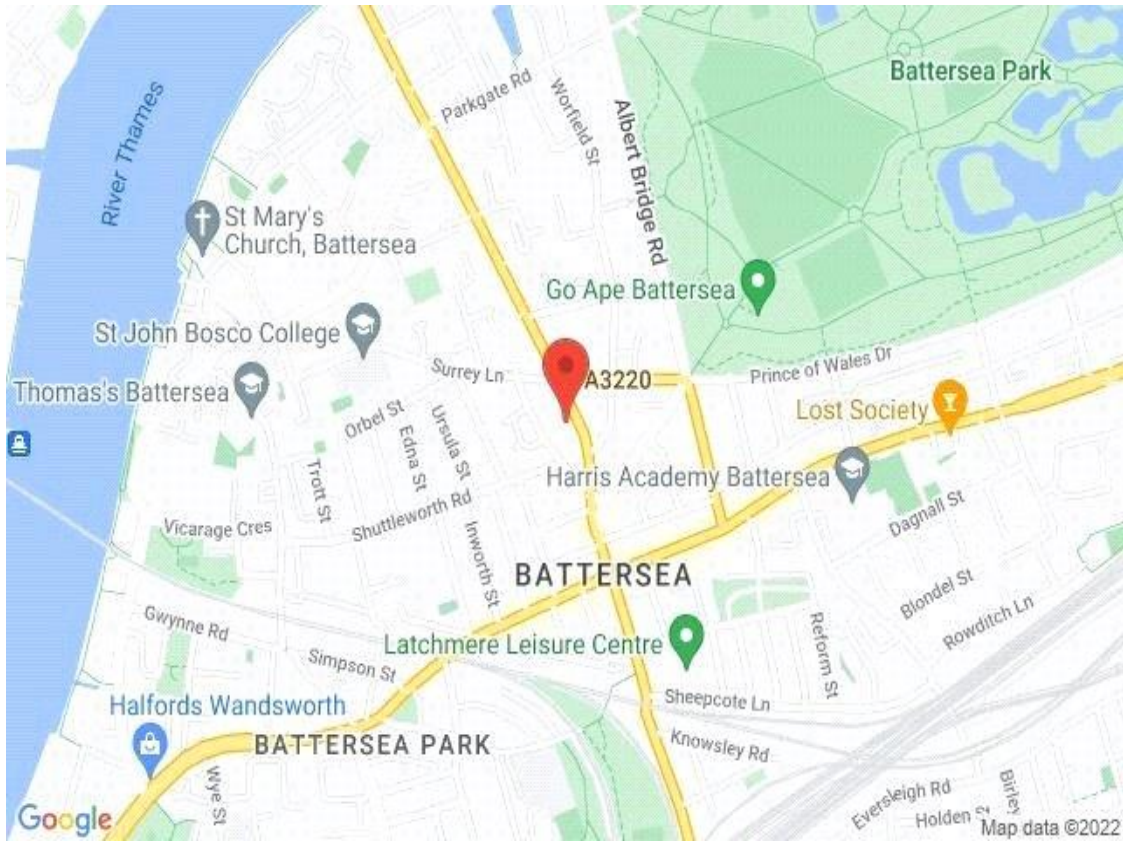 River Thames
Parkgate Rd
Worfield St
Albert Bridge Rd
Battersea Park
St Mary's
Church, Battersea
Go Ape Battersea
St John Bosco College
Thomas's Battersea
Surrey Ln
A3220
Prince of Wales Dr
Lost Society
Orbel St
Edna St
Ursula St
Trott St
Harris Academy Battersea
Dagnall St
Shuttleworth Rd
Vicarage Cres
Inworth St
BATTERSEA
Blondel St
Rowditch Ln
Gwynne Rd
Simpson St
Latchmere Leisure Centre
Reform St
Sheepcote Ln
Halfords Wandsworth
BATTERSEA PARK
Knowsley Rd
Wye St
Eversleigh Rd
Holden
Birley
Google
Map data ©2022